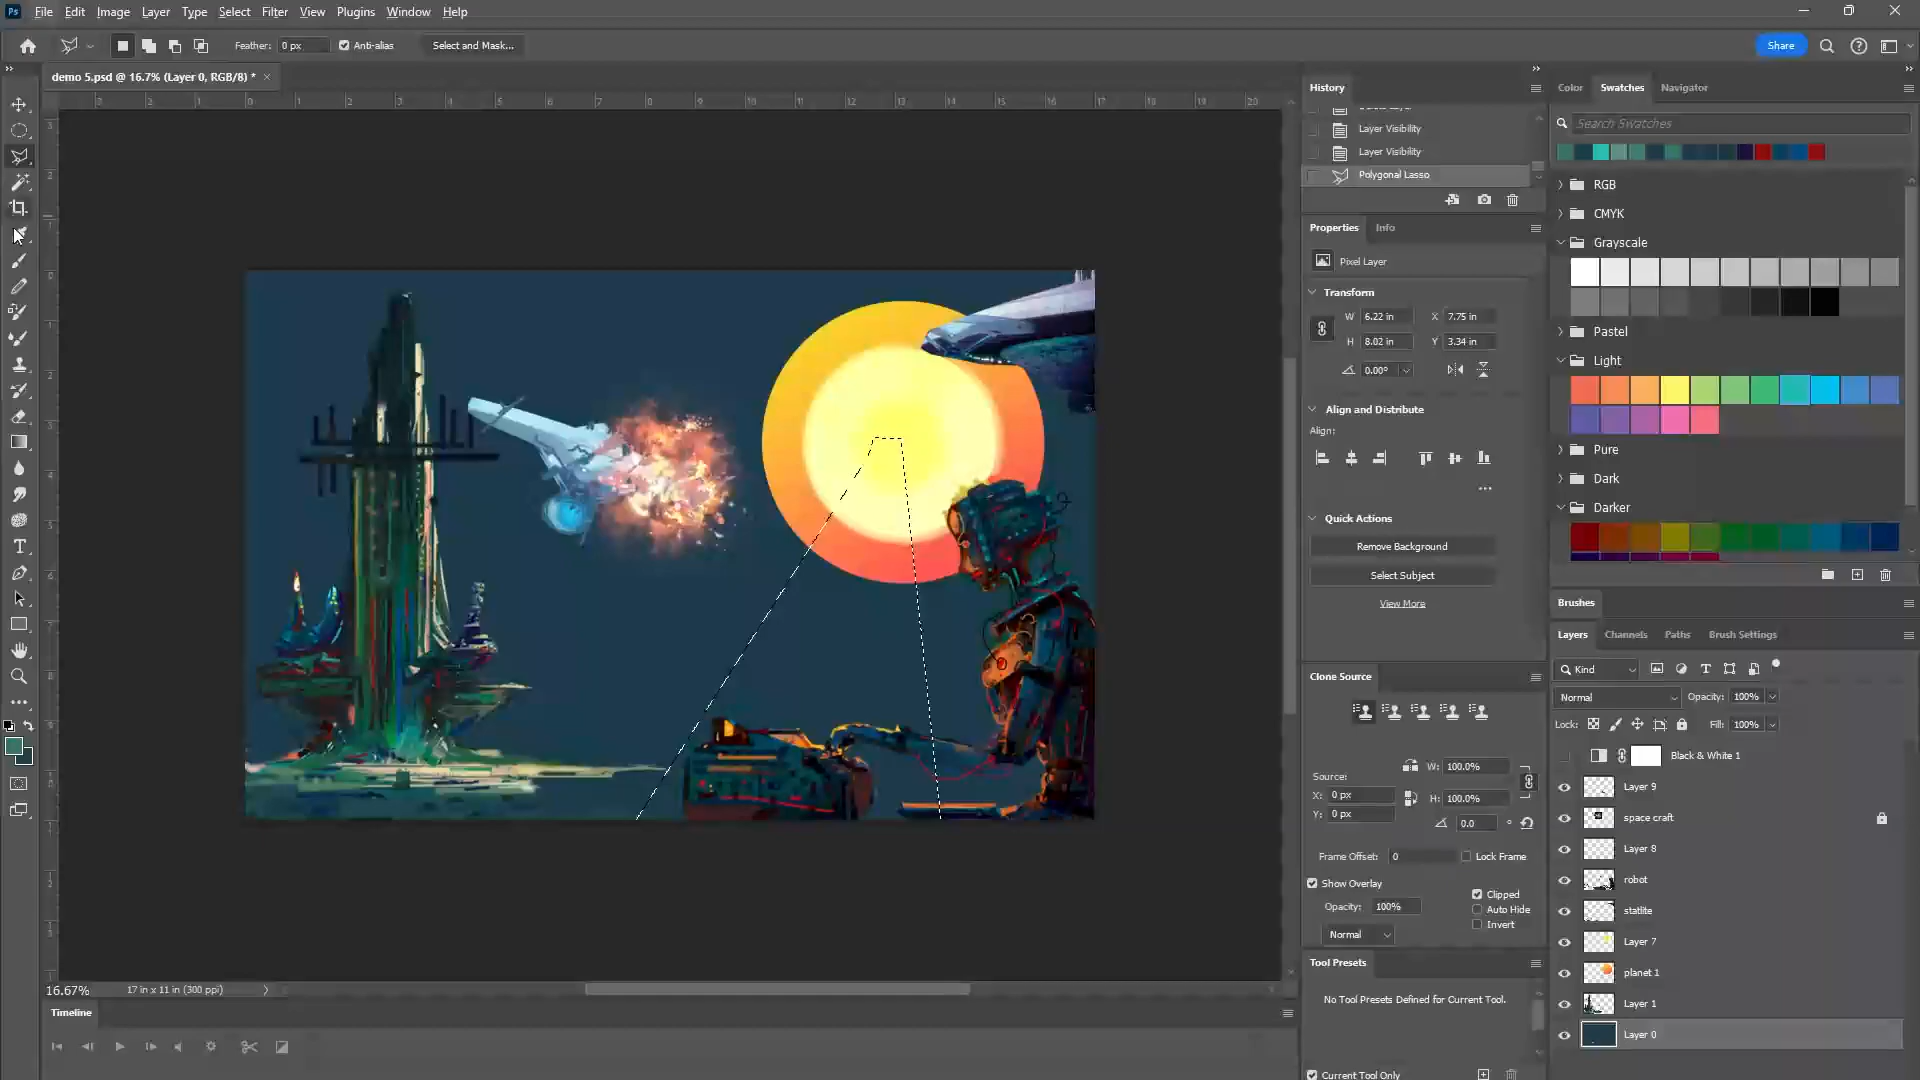 Ps File Edit Image Layer Type Select Filter View Plugins Window Help
Feather: 0 px Anti-alias Select and Mask... Share
demo 5.psd @ 16.7% (Layer 0, RGB/8) * ×
History
Layer Visibility
Layer Visibility
Polygonal Lasso
Properties Info
Pixel Layer
Transform
W 6.22 in X 7.75 in
H 8.02 in Y 3.34 in
0.00°
Align and Distribute
Align:
Quick Actions
Remove Background
Select Subject
View More
Clone Source
Source: W: 100.0%
X: 0 px
Y: 0 px H: 100.0%
0.0 °
Frame Offset: 0 Lock Frame
Show Overlay Clipped
Opacity: 100% Auto Hide
Invert
Normal
Tool Presets
No Tool Presets Defined for Current Tool.
Current Tool Only
Color Swatches Navigator
Search Swatches
RGB
CMYK
Grayscale
Pastel
Light
Pure
Dark
Darker
Brushes
Layers Channels Paths Brush Settings
Kind
Normal Opacity: 100%
Lock: Fill: 100%
Black & White 1
Layer 9
space craft
Layer 8
robot
statlite
Layer 7
planet 1
Layer 1
Layer 0
16.67% 17 in x 11 in (300 ppi)
Timeline